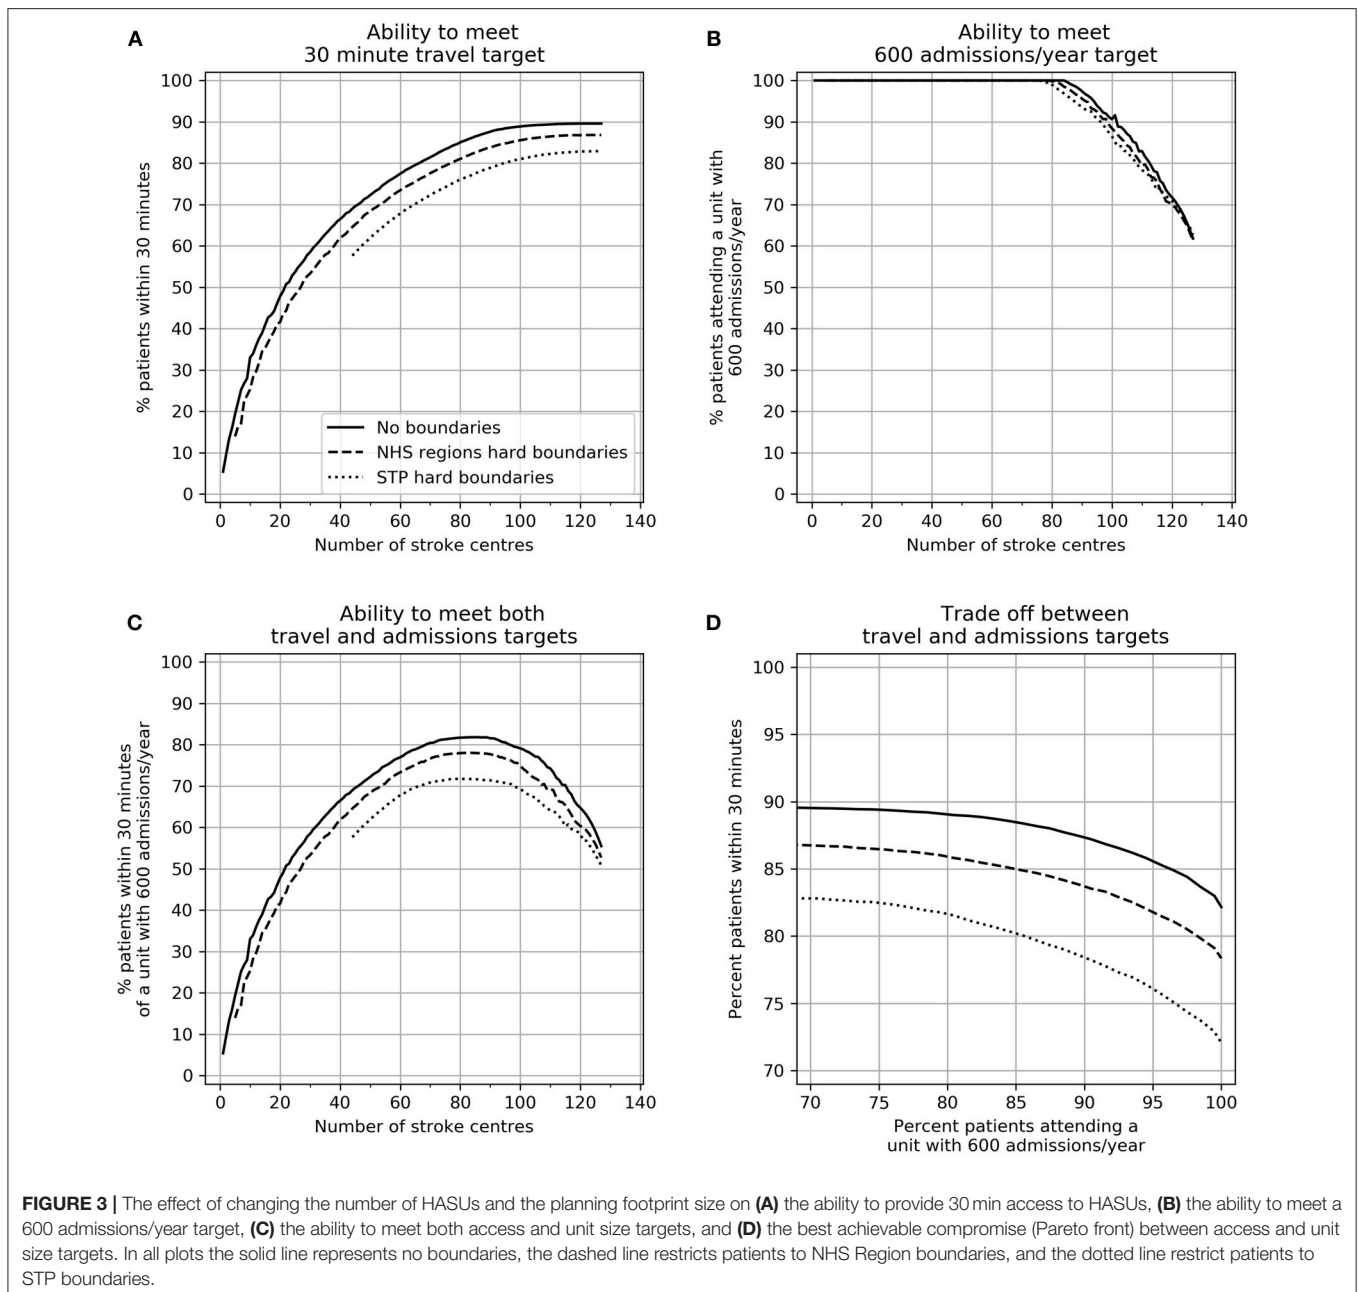 A
Ability to meet
30 minute travel target
% patients within 30 minutes
100
90
80
70
60
50
40
30
20
10
0
No boundaries
NHS regions hard boundaries
STP hard boundaries
0 20 40 60 80 100 120 140
Number of stroke centres
B
Ability to meet
600 admissions/year target
% patients attending a unit with
600 admissions/year
100
90
80
70
60
50
40
30
20
10
0
0 20 40 60 80 100 120 140
Number of stroke centres
C
Ability to meet both
travel and admissions targets
% patients within 30 minutes
of a unit with 600 admissions/year
100
90
80
70
60
50
40
30
20
10
0
0 20 40 60 80 100 120 140
Number of stroke centres
D
Trade off between
travel and admissions targets
Percent patients within 30 minutes
100
95
90
85
80
75
70
70 75 80 85 90 95 100
Percent patients attending a
unit with 600 admissions/year
FIGURE 3 | The effect of changing the number of HASUs and the planning footprint size on (A) the ability to provide 30 min access to HASUs, (B) the ability to meet a
600 admissions/year target, (C) the ability to meet both access and unit size targets, and (D) the best achievable compromise (Pareto front) between access and unit
size targets. In all plots the solid line represents no boundaries, the dashed line restricts patients to NHS Region boundaries, and the dotted line restrict patients to
STP boundaries.